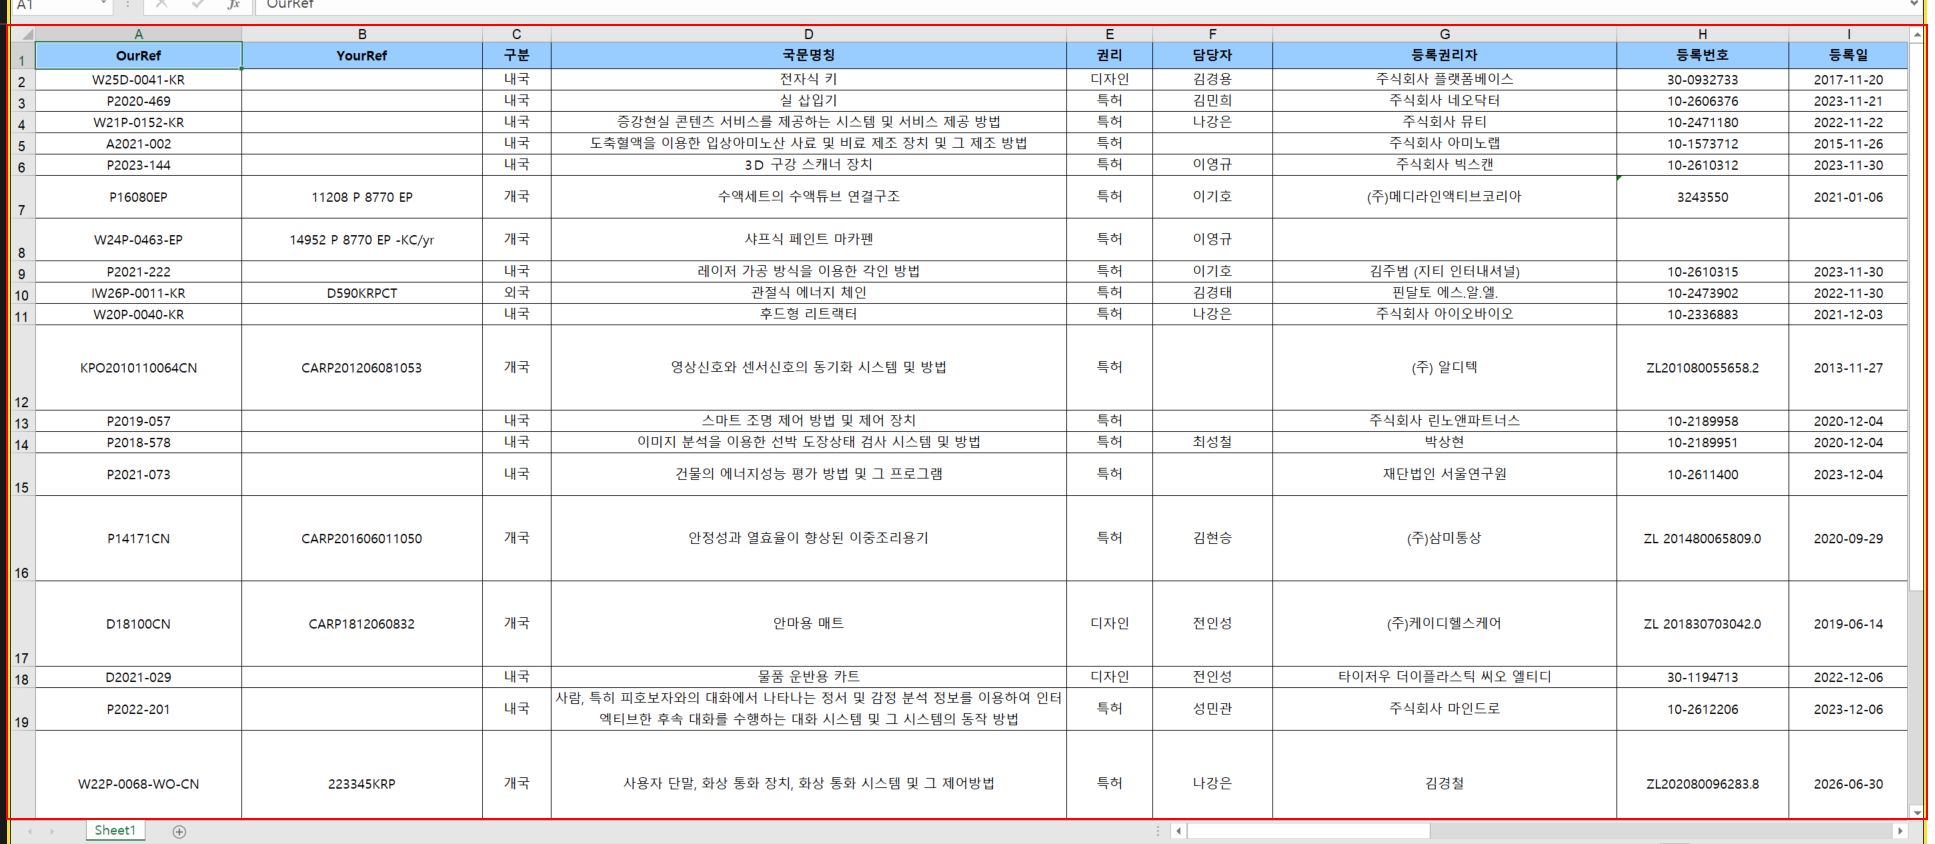 A1 fx OurRef
A B C D E F G H I
1 OurRef YourRef 구분 국문명칭 권리 담당자 등록권리자 등록번호 등록일
2 W25D-0041-KR 내국 전자식 키 디자인 김경용 주식회사 플랫폼베이스 30-0932733 2017-11-20
3 P2020-469 내국 실 삽입기 특허 김민희 주식회사 네오닥터 10-2606376 2023-11-21
4 W21P-0152-KR 내국 증강현실 콘텐츠 서비스를 제공하는 시스템 및 서비스 제공 방법 특허 나강은 주식회사 뮤티 10-2471180 2022-11-22
5 A2021-002 내국 도축혈액을 이용한 입상아미노산 사료 및 비료 제조 장치 및 그 제조 방법 특허 주식회사 아미노랩 10-1573712 2015-11-26
6 P2023-144 내국 3D 구강 스캐너 장치 특허 이영규 주식회사 빅스캔 10-2610312 2023-11-30
7 P16080EP 11208 P 8770 EP 개국 수액세트의 수액튜브 연결구조 특허 이기호 (주)메디라인액티브코리아 3243550 2021-01-06
8 W24P-0463-EP 14952 P 8770 EP -KC/yr 개국 샤프식 페인트 마카펜 특허 이영규
9 P2021-222 내국 레이저 가공 방식을 이용한 각인 방법 특허 이기호 김주범 (지티 인터내셔널) 10-2610315 2023-11-30
10 IW26P-0011-KR D590KRPCT 외국 관절식 에너지 체인 특허 김경태 핀달토 에스.알.엘. 10-2473902 2022-11-30
11 W20P-0040-KR 내국 후드형 리트랙터 특허 나강은 주식회사 아이오바이오 10-2336883 2021-12-03
12 KPO2010110064CN CARP201206081053 개국 영상신호와 센서신호의 동기화 시스템 및 방법 특허 (주) 알디텍 ZL201080055658.2 2013-11-27
13 P2019-057 내국 스마트 조명 제어 방법 및 제어 장치 특허 주식회사 린노앤파트너스 10-2189958 2020-12-04
14 P2018-578 내국 이미지 분석을 이용한 선박 도장상태 검사 시스템 및 방법 특허 최성철 박상현 10-2189951 2020-12-04
15 P2021-073 내국 건물의 에너지성능 평가 방법 및 그 프로그램 특허 재단법인 서울연구원 10-2611400 2023-12-04
16 P14171CN CARP201606011050 개국 안정성과 열효율이 향상된 이중조리용기 특허 김현승 (주)삼미통상 ZL 201480065809.0 2020-09-29
17 D18100CN CARP1812060832 개국 안마용 매트 디자인 전인성 (주)케이디헬스케어 ZL 201830703042.0 2019-06-14
18 D2021-029 내국 물품 운반용 카트 디자인 전인성 타이저우 더이플라스틱 씨오 엘티디 30-1194713 2022-12-06
19 P2022-201 내국 사람, 특히 피호보자와의 대화에서 나타나는 정서 및 감정 분석 정보를 이용하여 인터
엑티브한 후속 대화를 수행하는 대화 시스템 및 그 시스템의 동작 방법 특허 성민관 주식회사 마인드로 10-2612206 2023-12-06
W22P-0068-WO-CN 223345KRP 개국 사용자 단말, 화상 통화 장치, 화상 통화 시스템 및 그 제어방법 특허 나강은 김경철 ZL202080096283.8 2026-06-30
Sheet1